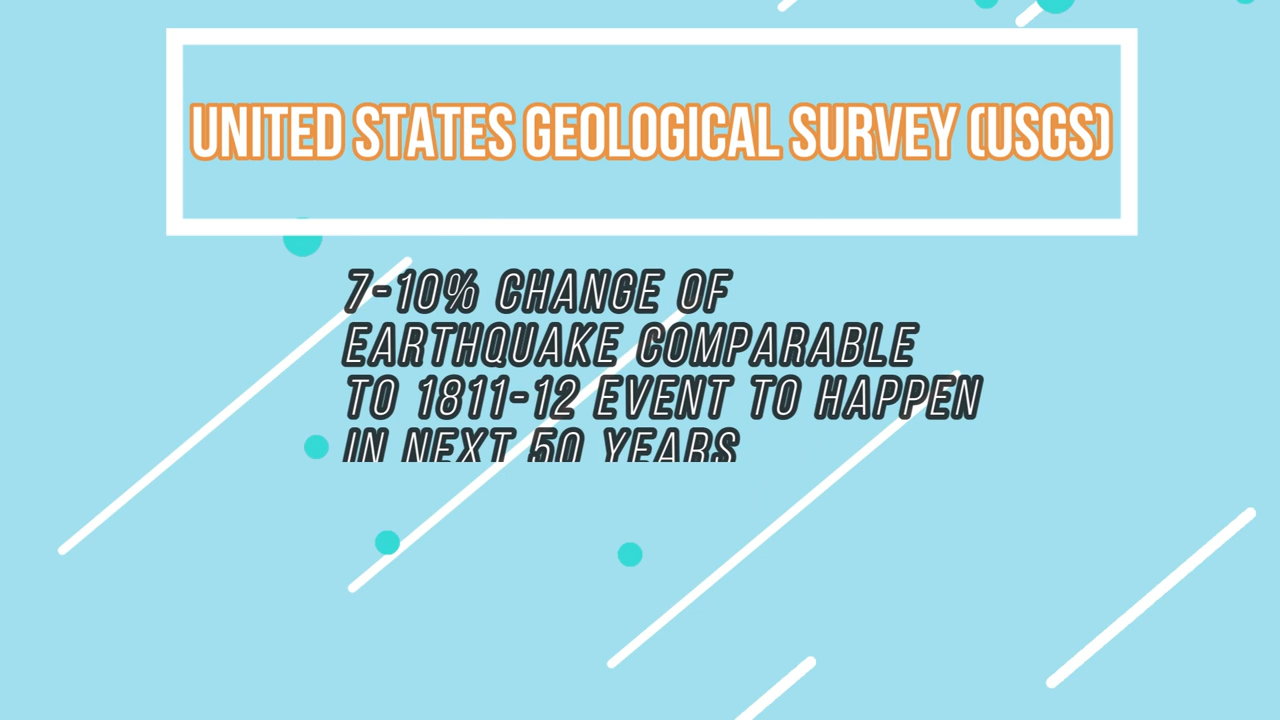 UNITED STATES GEOLOGICAL SURVEY (USGS)
7-10% CHANGE OF
EARTHQUAKE COMPARABLE
TO 1811-12 EVENT TO HAPPEN
IN NEXT 50 YEARS